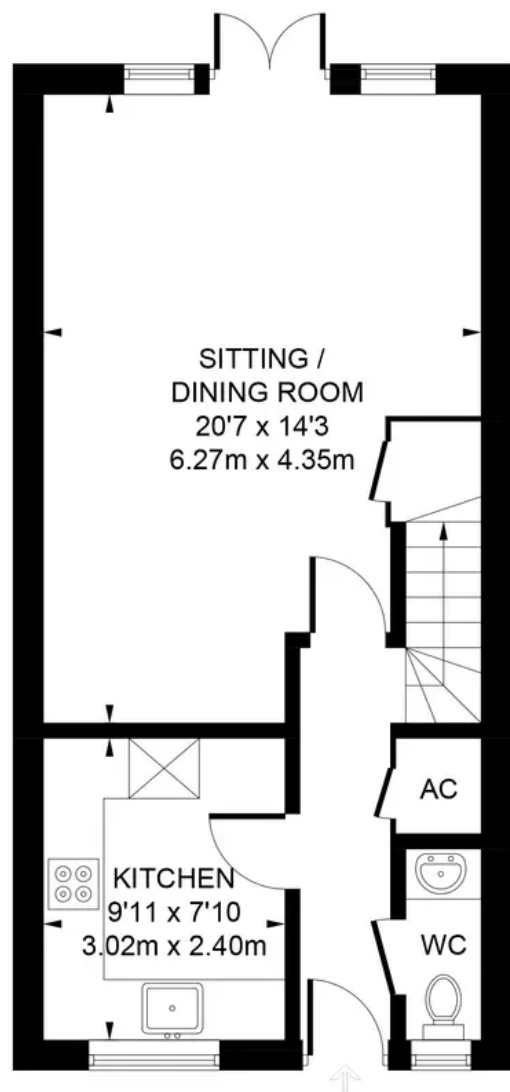 SITTING /
DINING ROOM
20'7 x 14'3
6.27m x 4.35m
AC
KITCHEN
9'11 x 7'10
3.02m x 2.40m
WC